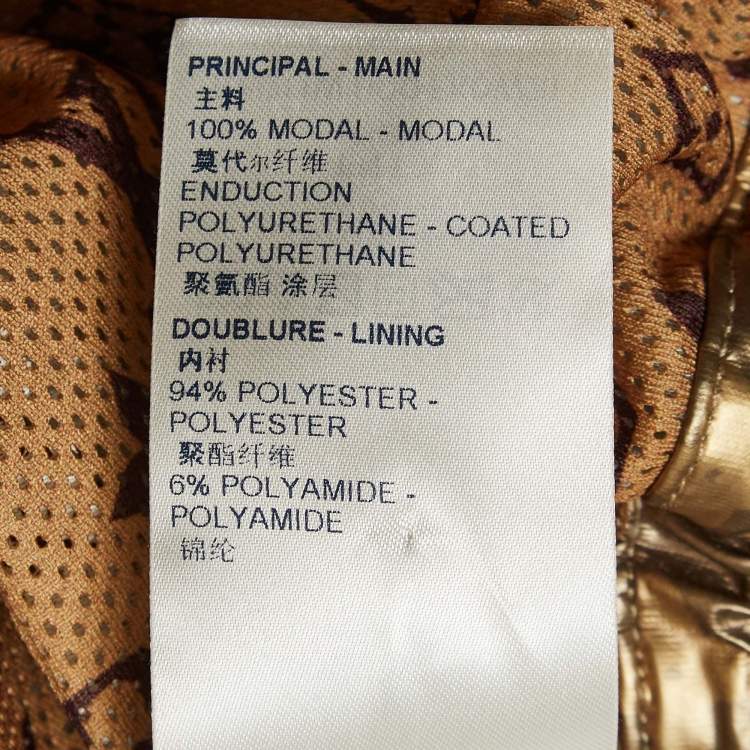 PRINCIPAL - MAIN
主料
100% MODAL - MODAL
莫代尔纤维
ENDUCTION
POLYURETHANE - COATED
POLYURETHANE
聚氨酯 涂层
DOUBLURE - LINING
内衬
94% POLYESTER -
POLYESTER
聚酯纤维
6% POLYAMIDE -
POLYAMIDE
锦纶